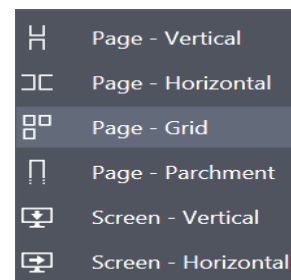 Page - Vertical
Page - Horizontal
Page - Grid
Page - Parchment
Screen - Vertical
Screen - Horizontal